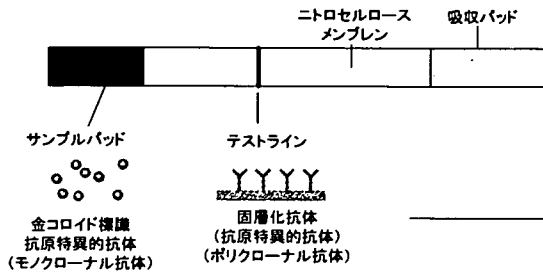 ニトロセルロース
メンブレン
吸収パッド
サンプルパッド
テストライン
金コロイド標識
抗原特異的抗体
(モノクローナル抗体)
固層化抗体
(抗原特異的抗体)
(ポリクローナル抗体)